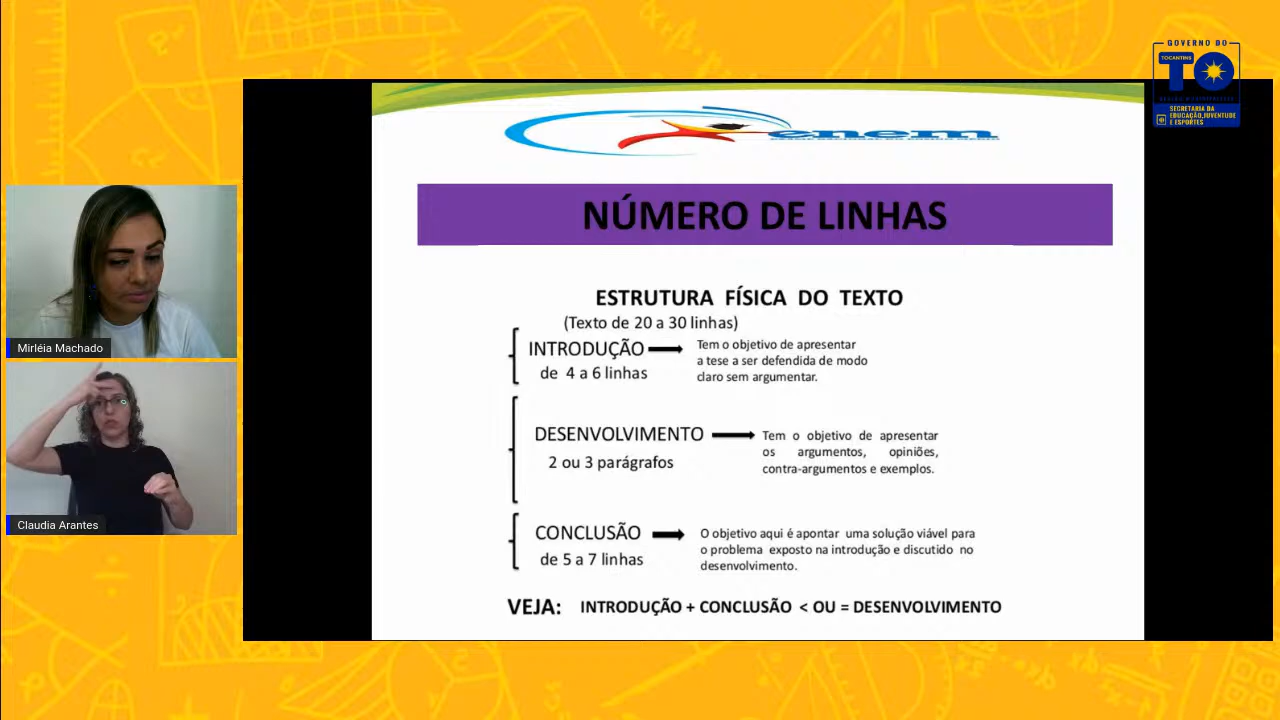 GOVERNO DO
TOCANTINS
TO
SECRETARIA DA
EDUCAÇÃO, JUVENTUDE
E ESPORTES
enem
NÚMERO DE LINHAS
ESTRUTURA FÍSICA DO TEXTO
(Texto de 20 a 30 linhas)
INTRODUÇÃO
de 4 a 6 linhas
Tem o objetivo de apresentar
a tese a ser defendida de modo
claro sem argumentar.
DESENVOLVIMENTO
2 ou 3 parágrafos
Tem o objetivo de apresentar
os argumentos, opiniões,
contra-argumentos e exemplos.
CONCLUSÃO
de 5 a 7 linhas
O objetivo aqui é apontar uma solução viável para
o problema exposto na introdução e discutido no
desenvolvimento.
VEJA: INTRODUÇÃO + CONCLUSÃO < OU = DESENVOLVIMENTO
Mirléia Machado
Claudia Arantes